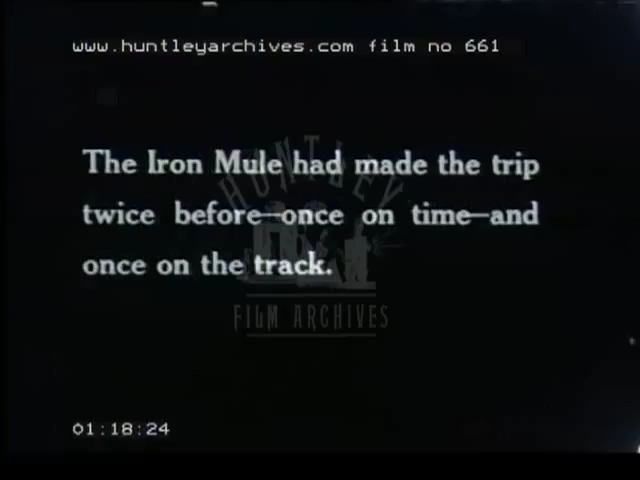 www.huntleyarchives.com film no 661
The Iron Mule had made the trip
twice before—once on time—and
once on the track.
HUNTLEY
FILM ARCHIVES
01:18:24